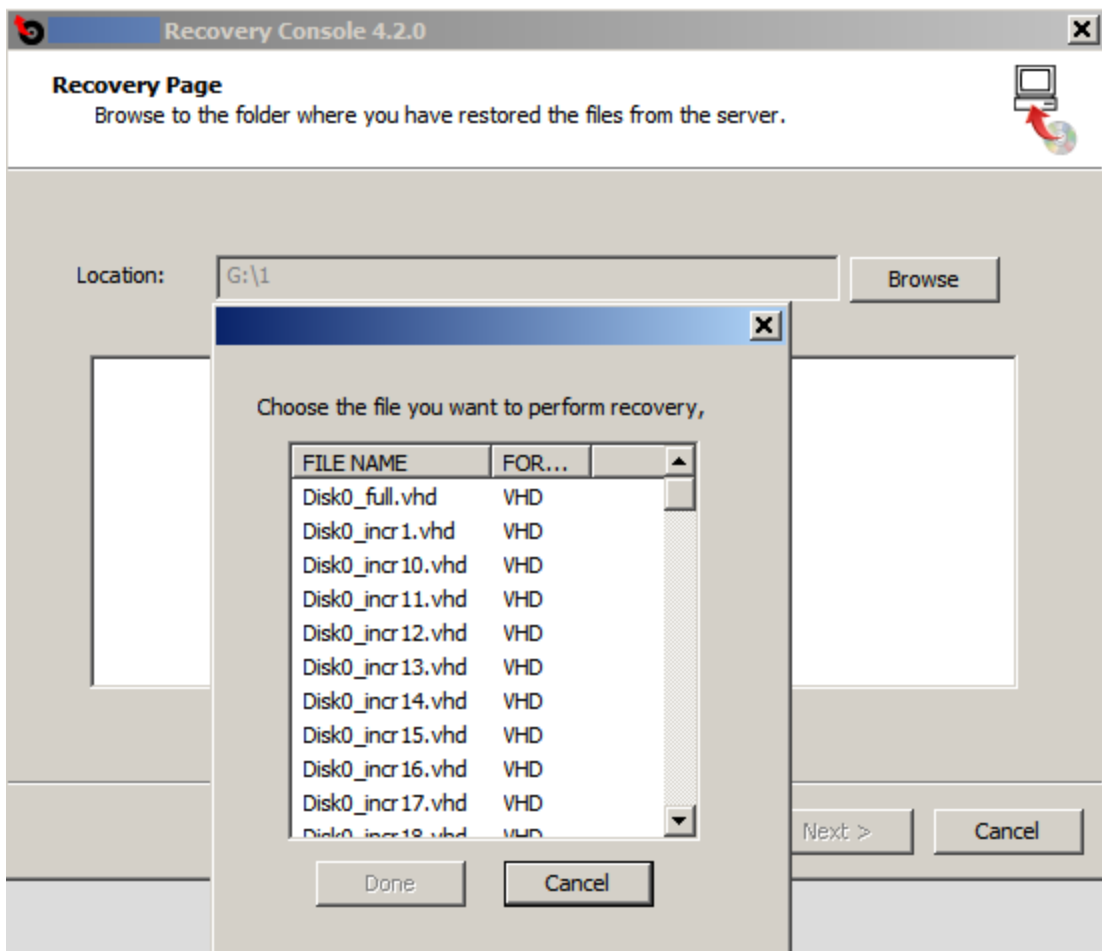 Recovery Console 4.2.0
Recovery Page
Browse to the folder where you have restored the files from the server.
Location:
G:\1
Browse
Choose the file you want to perform recovery,
FILE NAME FOR...
Disk0_full.vhd VHD
Disk0_incr1.vhd VHD
Disk0_incr10.vhd VHD
Disk0_incr11.vhd VHD
Disk0_incr12.vhd VHD
Disk0_incr13.vhd VHD
Disk0_incr14.vhd VHD
Disk0_incr15.vhd VHD
Disk0_incr16.vhd VHD
Disk0_incr17.vhd VHD
Disk0_incr18.vhd VHD
Next >
Cancel
Done
Cancel